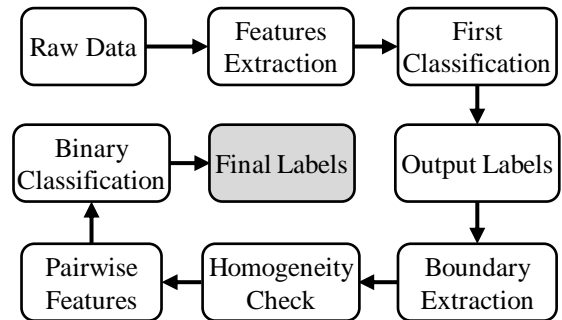 Raw Data
Features
Extraction
First
Classification
Binary
Classification
Final Labels
Output Labels
Pairwise
Features
Homogeneity
Check
Boundary
Extraction